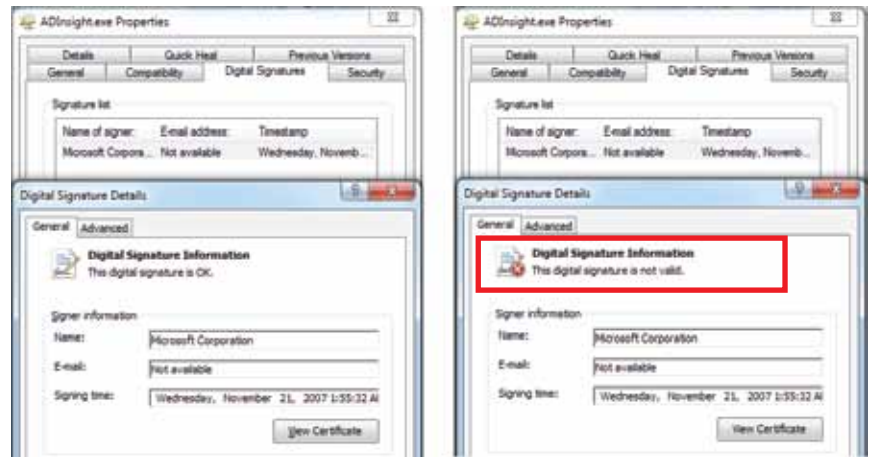 ADInsight.exe Properties
Details Quick Heal Previous Versions
General Compatibility Digital Signatures Security
Signature list
Name of signer: E-mail address: Timestamp
Microsoft Corpora... Not available Wednesday, Novemb...
Digital Signature Details
General Advanced
Digital Signature Information
This digital signature is OK.
Signer information
Name: Microsoft Corporation
E-mail: Not available
Signing time: Wednesday, November 21, 2007 1:55:32 AM
View Certificate
ADInsight.exe Properties
Details Quick Heal Previous Versions
General Compatibility Digital Signatures Security
Signature list
Name of signer: E-mail address: Timestamp
Microsoft Corpora... Not available Wednesday, Novemb...
Digital Signature Details
General Advanced
Digital Signature Information
This digital signature is not valid.
Signer information
Name: Microsoft Corporation
E-mail: Not available
Signing time: Wednesday, November 21, 2007 1:55:32 AM
View Certificate